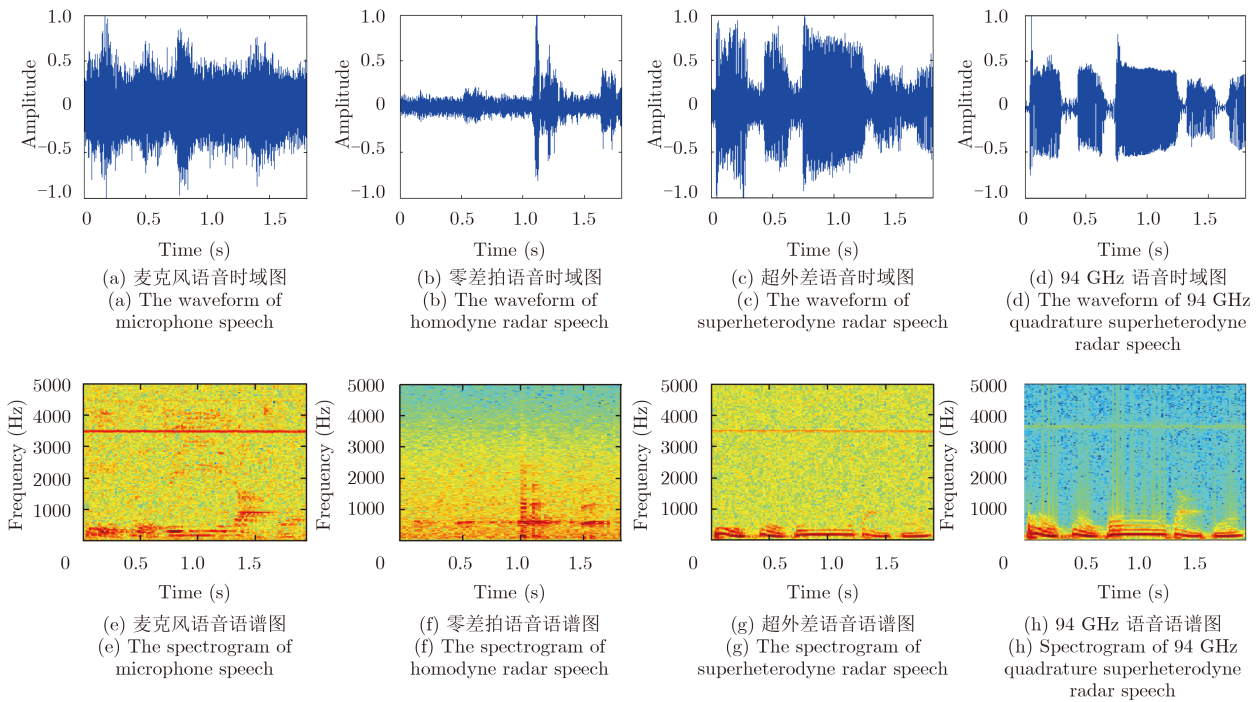 1.0
0.5
0
−0.5
−1.0
Amplitude
0 0.5 1.0 1.5
Time (s)
(a) 麦克风语音时域图
(a) The waveform of
microphone speech
1.0
0.5
0
−0.5
−1.0
Amplitude
0 0.5 1.0 1.5
Time (s)
(b) 零差拍语音时域图
(b) The waveform of
homodyne radar speech
1.0
0.5
0
−0.5
−1.0
Amplitude
0 0.5 1.0 1.5
Time (s)
(c) 超外差语音时域图
(c) The waveform of
superheterodyne radar speech
1.0
0.5
0
−0.5
−1.0
Amplitude
0 0.5 1.0 1.5
Time (s)
(d) 94 GHz 语音时域图
(d) The waveform of 94 GHz
quadrature superheterodyne
radar speech
5000
4000
3000
2000
1000
Frequency (Hz)
0 0.5 1.0 1.5
Time (s)
(e) 麦克风语音语谱图
(e) The spectrogram of
microphone speech
5000
4000
3000
2000
1000
Frequency (Hz)
0 0.5 1.0 1.5
Time (s)
(f) 零差拍语音语谱图
(f) The spectrogram of
homodyne radar speech
5000
4000
3000
2000
1000
Frequency (Hz)
0 0.5 1.0 1.5
Time (s)
(g) 超外差语音语谱图
(g) The spectrogram of
superheterodyne radar speech
5000
4000
3000
2000
1000
Frequency (Hz)
0 0.5 1.0 1.5
Time (s)
(h) 94 GHz 语音语谱图
(h) Spectrogram of 94 GHz
quadrature superheterodyne
radar speech